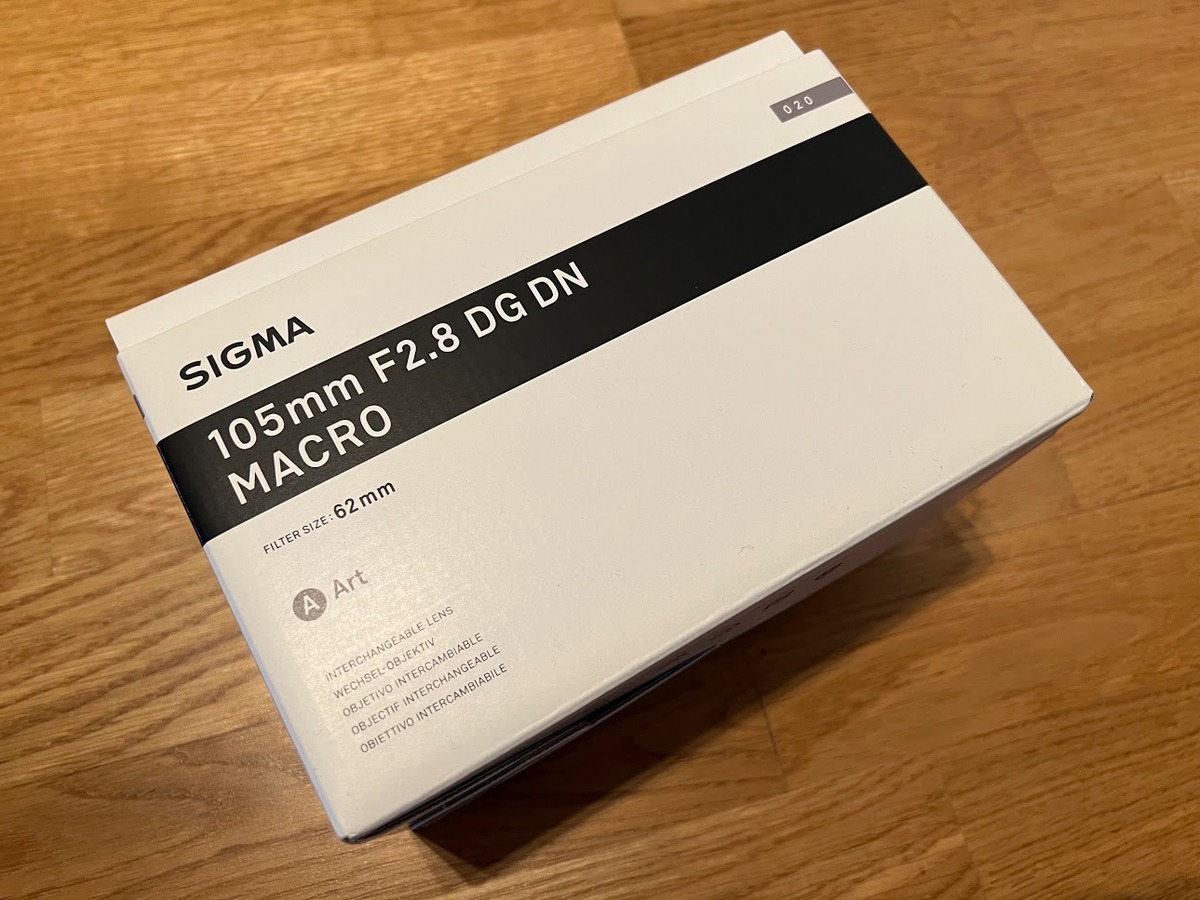 020
SIGMA
105mm F2.8 DG DN
MACRO
FILTER SIZE: 62mm
A Art
INTERCHANGEABLE LENS
WECHSEL-OBJEKTIV
OBJETIVO INTERCAMBIABLE
OBJECTIF INTERCHANGEABLE
OBIETTIVO INTERCAMBIABILE